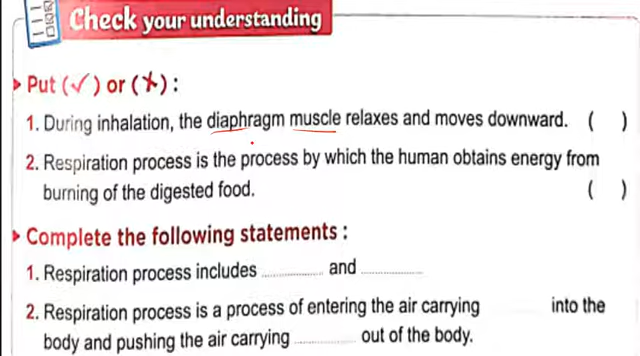 Check your understanding
Put (✓) or (✗) :
1. During inhalation, the diaphragm muscle relaxes and moves downward. ( )
2. Respiration process is the process by which the human obtains energy from
burning of the digested food. ( )
Complete the following statements :
1. Respiration process includes ............... and ...............
2. Respiration process is a process of entering the air carrying into the
body and pushing the air carrying ............... out of the body.